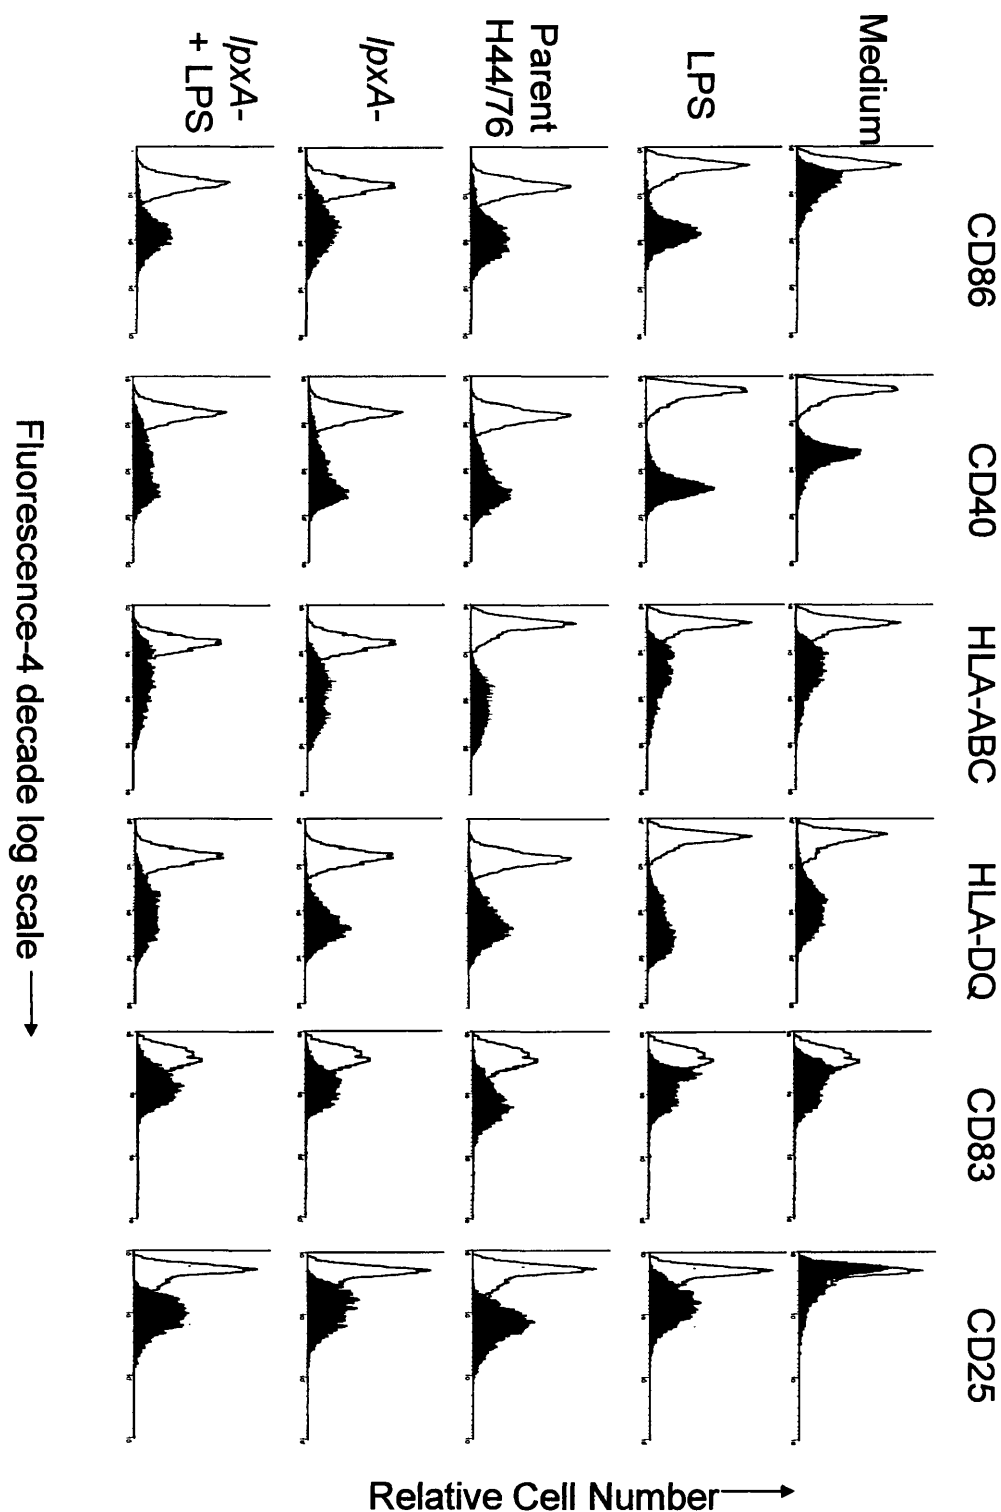 CD86
CD40
HLA-ABC
HLA-DQ
CD83
CD25
Medium
LPS
Parent
H44/76
lpxA-
lpxA-
+ LPS
Relative Cell Number
Fluorescence-4 decade log scale